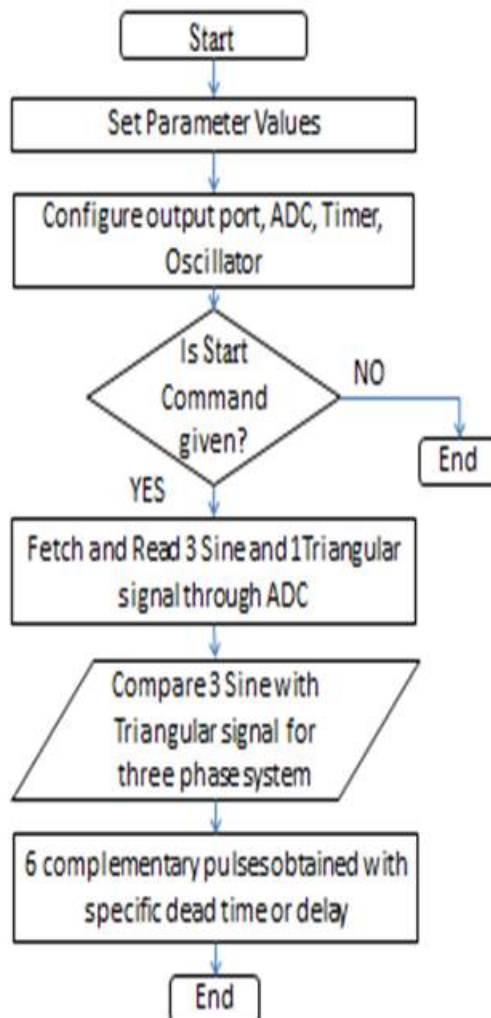 Start
Set Parameter Values
Configure output port, ADC, Timer,
Oscillator
Is Start
Command
given?
NO
End
YES
Fetch and Read 3 Sine and 1Triangular
signal through ADC
Compare 3 Sine with
Triangular signal for
three phase system
6 complementary pulsesobtained with
specific dead time or delay
End